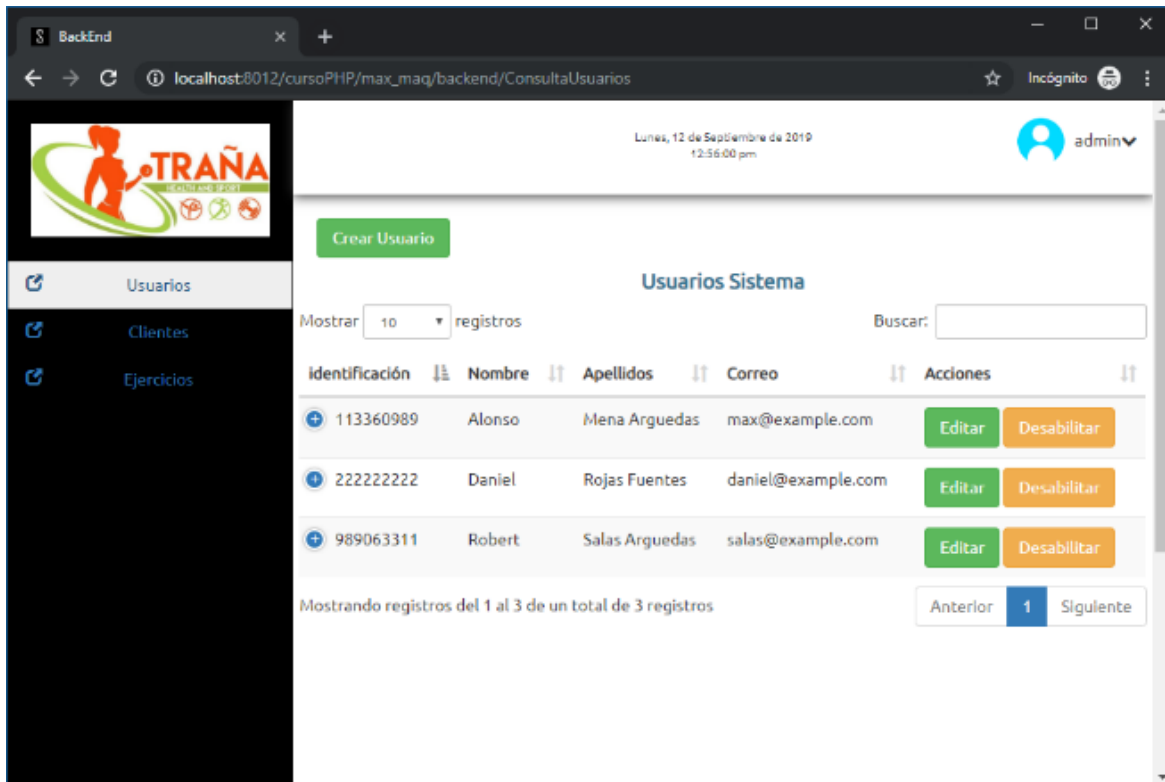 BackEnd
localhost:8012/cursoPHP/max_maq/backend/ConsultaUsuarios
Incógnito
TRAÑA
HEALTH AND SPORT
Lunes, 12 de Septiembre de 2019
12:56:00 pm
admin
Usuarios
Clientes
Ejercicios
Crear Usuario
Usuarios Sistema
Mostrar 10 registros Buscar:
identificación Nombre Apellidos Correo Acciones
113360989 Alonso Mena Arguedas max@example.com Editar Desabilitar
222222222 Daniel Rojas Fuentes daniel@example.com Editar Desabilitar
989063311 Robert Salas Arguedas salas@example.com Editar Desabilitar
Mostrando registros del 1 al 3 de un total de 3 registros Anterior 1 Siguiente